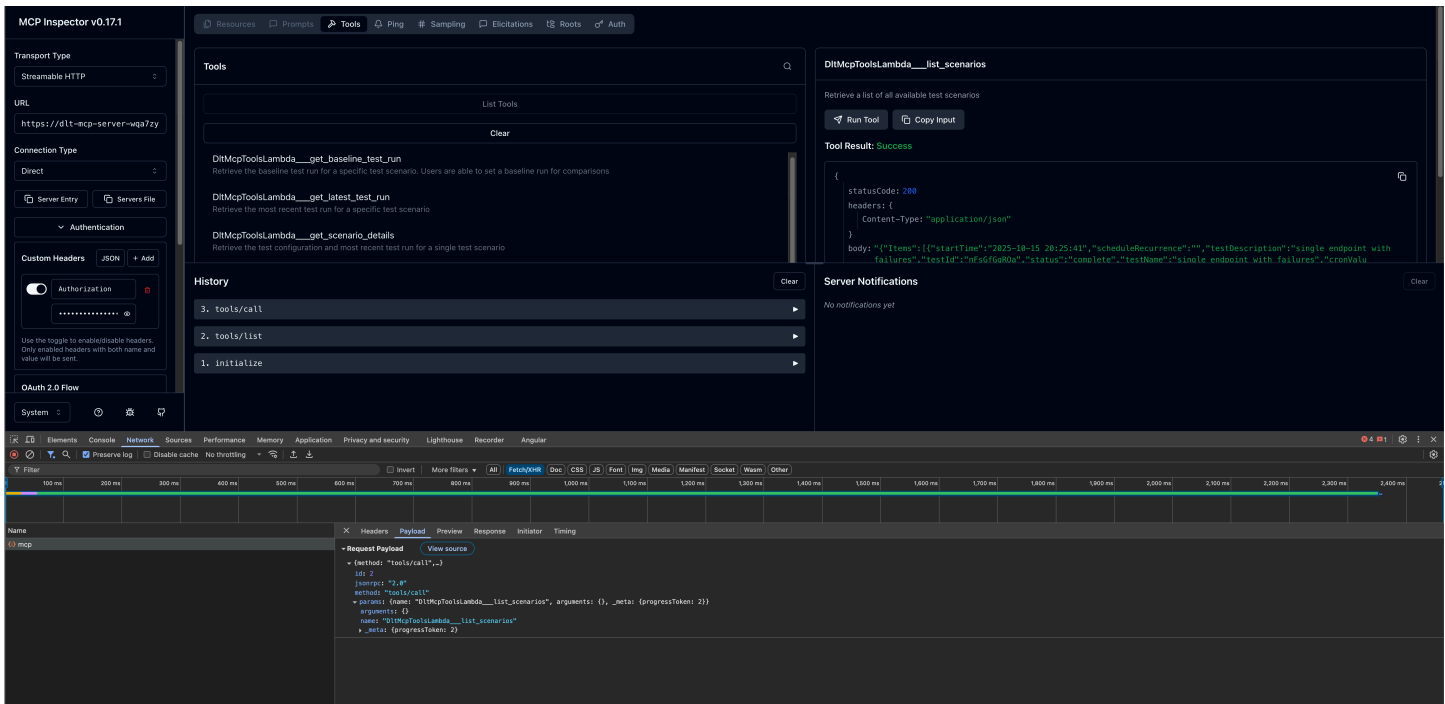 MCP Inspector v0.17.1
Transport Type
Streamable HTTP
URL
https://dlt-mcp-server-wqa7zy
Connection Type
Direct
Server Entry
Servers File
Authentication
Custom Headers
JSON
+ Add
Authorization
Use the toggle to enable/disable headers.
Only enabled headers with both name and
value will be sent.
OAuth 2.0 Flow
System
Resources
Prompts
Tools
Ping
Sampling
Elicitations
Roots
Auth
Tools
List Tools
Clear
DltMcpToolsLambda___get_baseline_test_run
Retrieve the baseline test run for a specific test scenario. Users are able to set a baseline run for comparisons
DltMcpToolsLambda___get_latest_test_run
Retrieve the most recent test run for a specific test scenario
DltMcpToolsLambda___get_scenario_details
Retrieve the test configuration and most recent test run for a single test scenario
DltMcpToolsLambda___list_scenarios
Retrieve a list of all available test scenarios
Run Tool
Copy Input
Tool Result: Success
{
statusCode: 200
headers: {
Content-Type: "application/json"
}
body: "{"Items":[{"startTime":"2025-10-15 20:25:41","scheduleRecurrence":"","testDescription":"single endpoint with
failures","testId":"nFsGfGqROa","status":"complete","testName":"single endpoint with failures","cronValu
History
Clear
3. tools/call
2. tools/list
1. initialize
Server Notifications
Clear
No notifications yet
Elements Console Network Sources Performance Memory Application Privacy and security Lighthouse Recorder Angular
4
1
Preserve log
Disable cache
No throttling
Filter
Invert
More filters
All Fetch/XHR Doc CSS JS Font Img Media Manifest Socket Wasm Other
100 ms 200 ms 300 ms 400 ms 500 ms 600 ms 700 ms 800 ms 900 ms 1,000 ms 1,100 ms 1,200 ms 1,300 ms 1,400 ms 1,500 ms 1,600 ms 1,700 ms 1,800 ms 1,900 ms 2,000 ms 2,100 ms 2,200 ms 2,300 ms 2,400 ms
Name
mcp
Headers Payload Preview Response Initiator Timing
Request Payload
View source
{method: "tools/call",…}
id: 2
jsonrpc: "2.0"
method: "tools/call"
params: {name: "DltMcpToolsLambda___list_scenarios", arguments: {}, _meta: {progressToken: 2}}
arguments: {}
name: "DltMcpToolsLambda___list_scenarios"
_meta: {progressToken: 2}